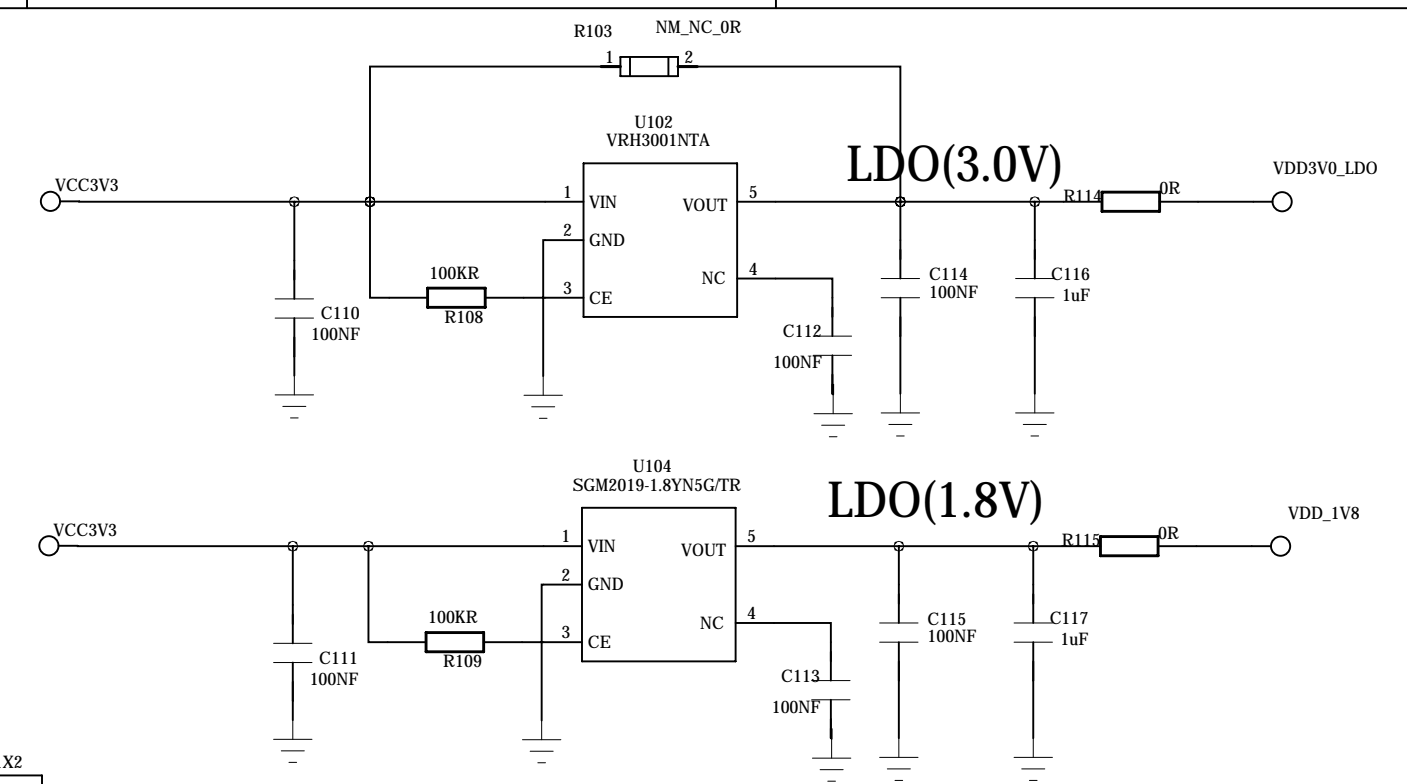 R103 NM_NC_0R
1 2
U102
VRH3001NTA
LDO(3.0V)
VCC3V3
VDD3V0_LDO
1 VIN VOUT 5
R114 0R
2 GND
100KR
NC 4
C114
100NF
C116
1uF
3 CE
R108
C110
100NF
C112
100NF
U104
SGM2019-1.8YN5G/TR
LDO(1.8V)
VCC3V3
VDD_1V8
1 VIN VOUT 5
R115 0R
2 GND
100KR
NC 4
C115
100NF
C117
1uF
3 CE
R109
C111
100NF
C113
100NF
X2